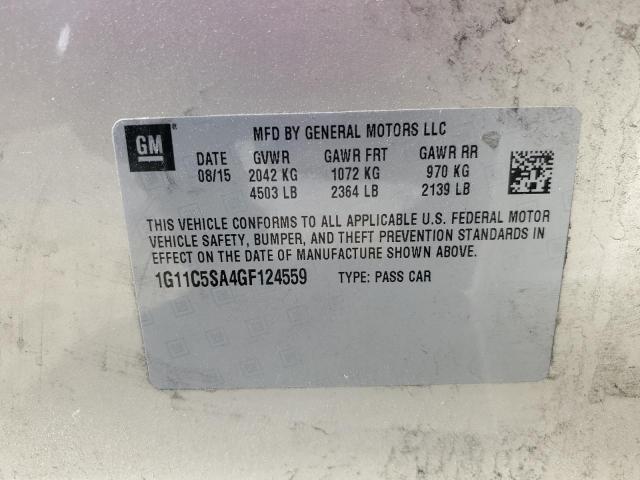 MFD BY GENERAL MOTORS LLC
GM
DATE GVWR GAWR FRT GAWR RR
08/15 2042 KG 1072 KG 970 KG
4503 LB 2364 LB 2139 LB
THIS VEHICLE CONFORMS TO ALL APPLICABLE U.S. FEDERAL MOTOR
VEHICLE SAFETY, BUMPER, AND THEFT PREVENTION STANDARDS IN
EFFECT ON THE DATE OF MANUFACTURE SHOWN ABOVE.
1G11C5SA4GF124559 TYPE: PASS CAR